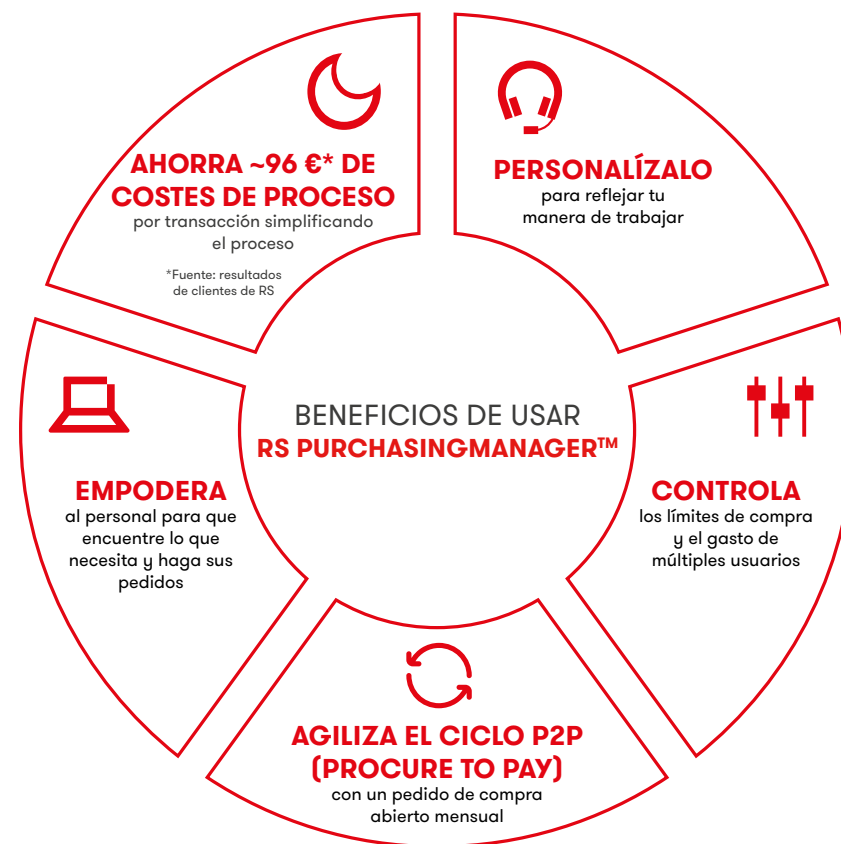 AHORRA ~96 €* DE
COSTES DE PROCESO
por transacción simplificando
el proceso
*Fuente: resultados
de clientes de RS
PERSONALÍZALO
para reflejar tu
manera de trabajar
BENEFICIOS DE USAR
RS PURCHASINGMANAGER™
EMPODERA
al personal para que
encuentre lo que
necesita y haga sus
pedidos
CONTROLA
los límites de compra
y el gasto de
múltiples usuarios
AGILIZA EL CICLO P2P
(PROCURE TO PAY)
con un pedido de compra
abierto mensual